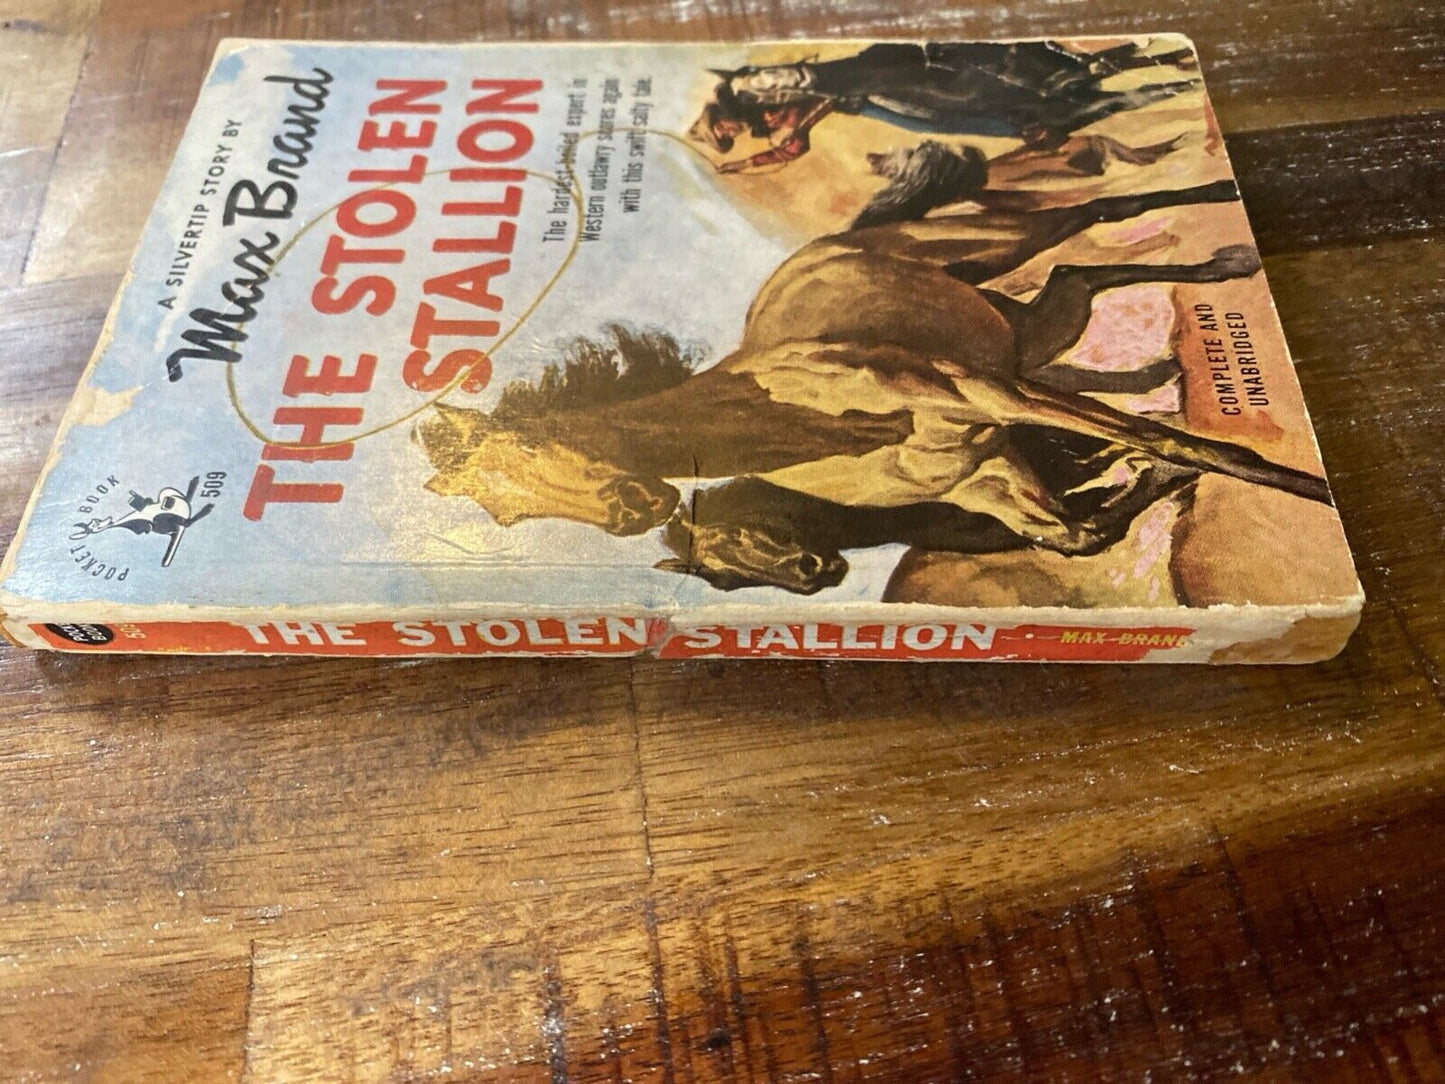 A SILVERTIP STORY BY
Max Brand
THE STOLEN
STALLION
The hardest-boiled expert in
Western outlawry scores again
with this swift salty tale.
POCKET BOOK
509
COMPLETE AND
UNABRIDGED
THE STOLEN STALLION · MAX BRAND